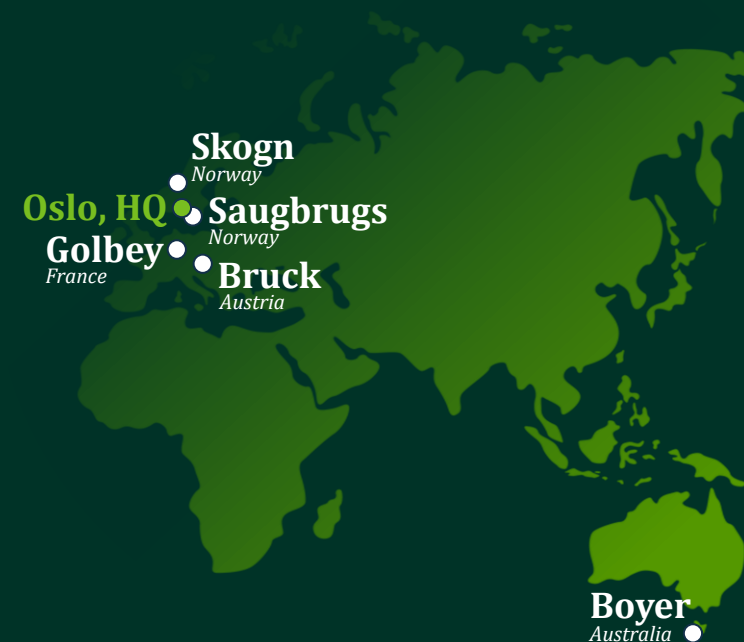 Skogn
Norway
Oslo, HQ
Saugbrugs
Norway
Golbey
France
Bruck
Austria
Boyer
Australia